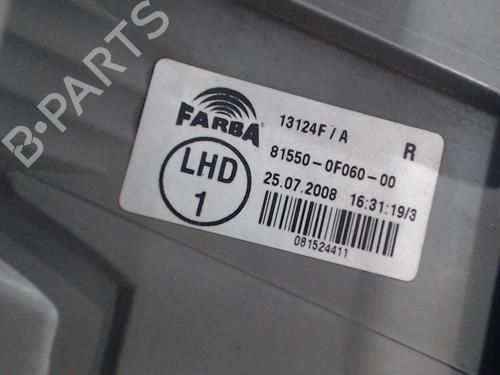 B-PARTS
FARBA®
13124F/A
R
81550-0F060-00
LHD
1
25.07.2008 16:31:19/3
081524411